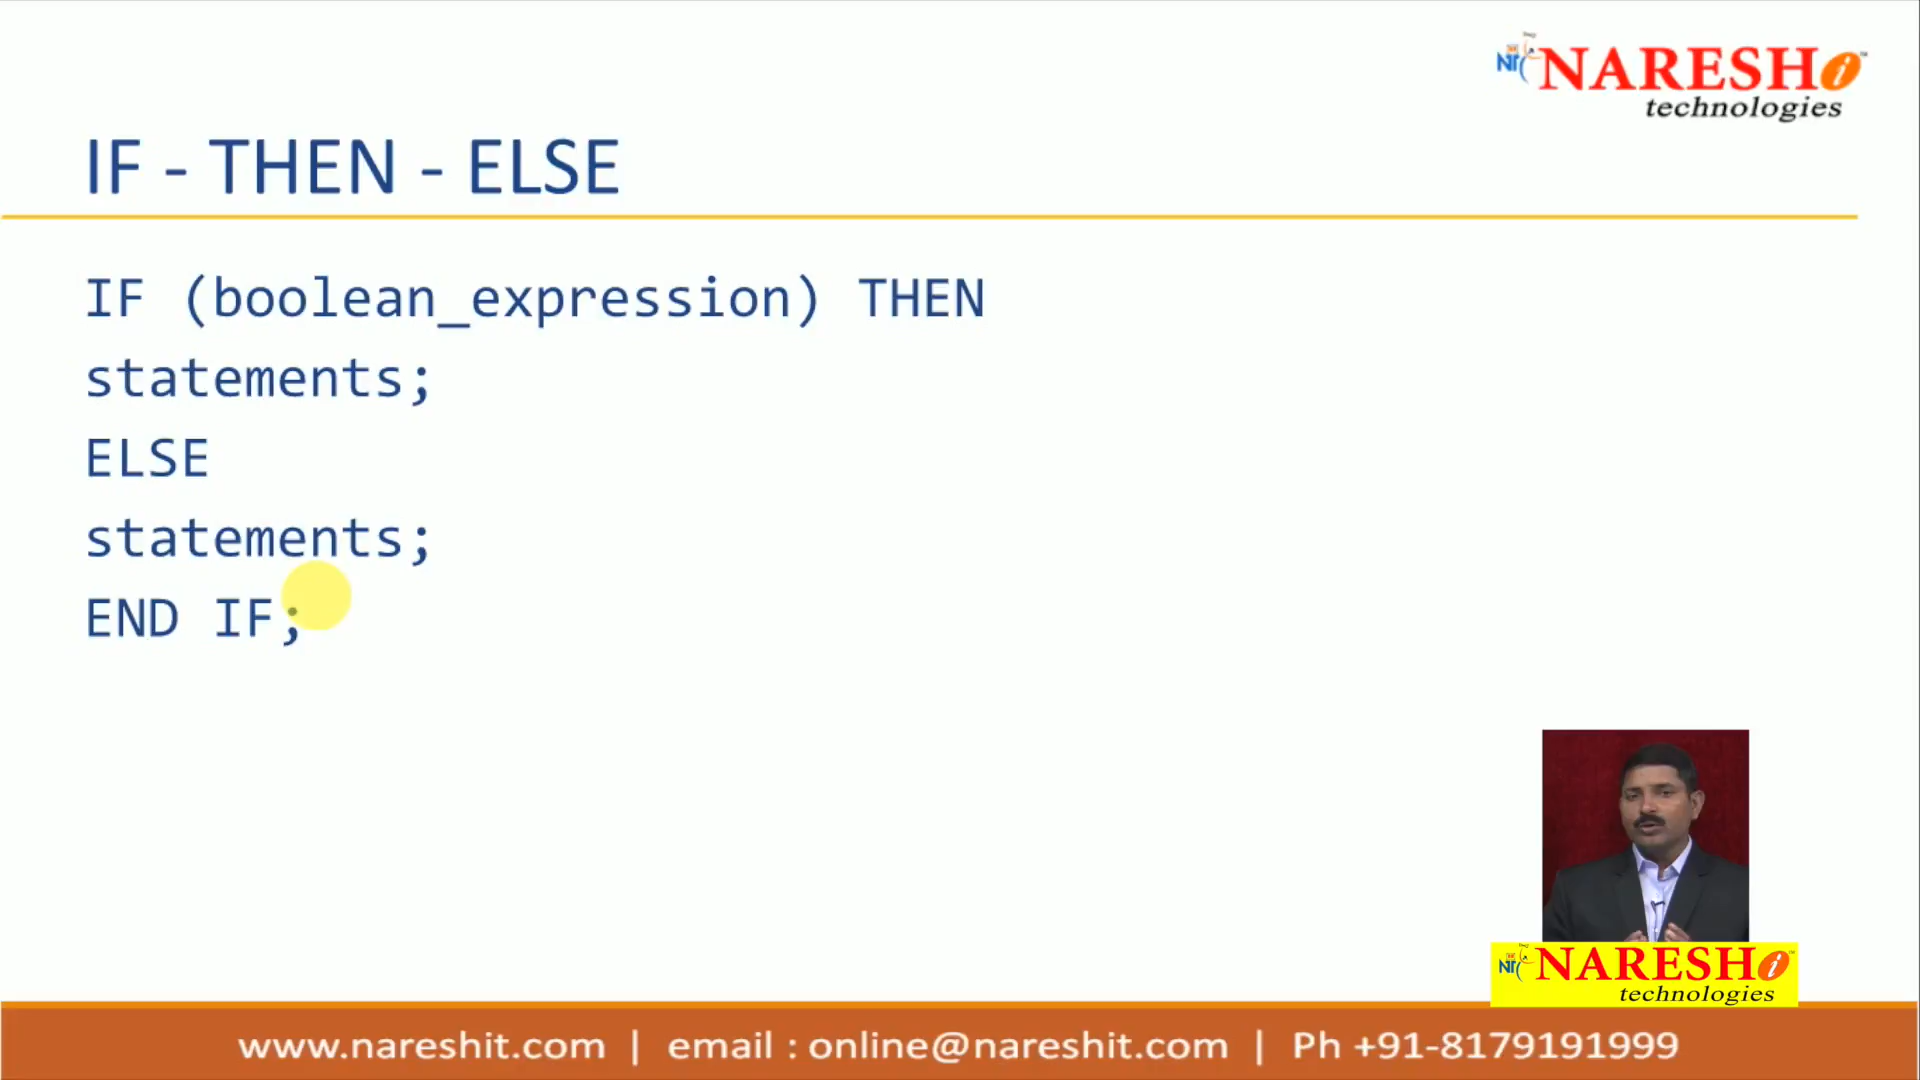 NARESH i
technologies
IF - THEN - ELSE
IF (boolean_expression) THEN
statements;
ELSE
statements;
END IF;
NARESH i
technologies
www.nareshit.com | email : online@nareshit.com | Ph +91-8179191999